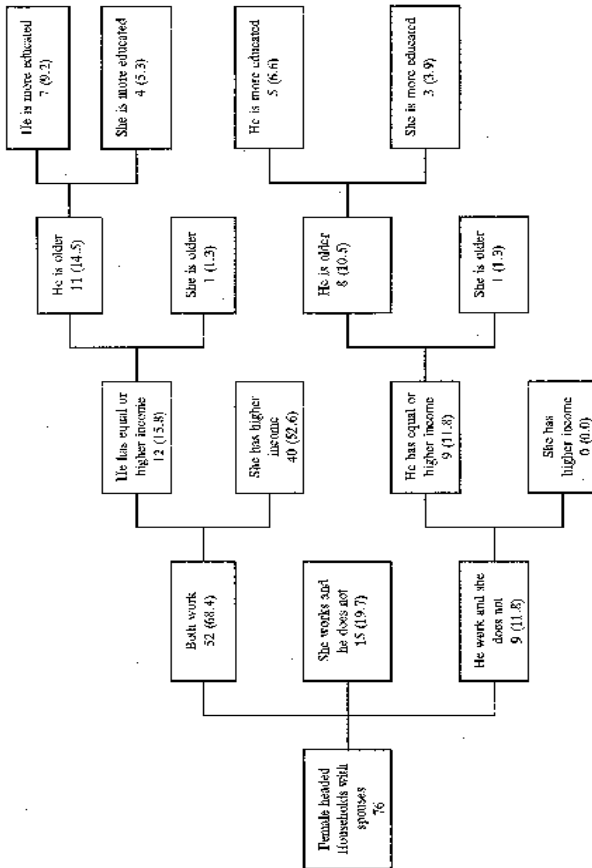 Female headed
Households with
spouses
76
Both work
52 (68.4)
She works and
he does not
15 (19.7)
He work and she
does not
9 (11.8)
He has equal or
higher income
12 (15.8)
She has higher
income
40 (52.6)
He has equal or
higher income
9 (11.8)
She has
higher income
0 (0.0)
He is older
11 (14.5)
She is older
1 (1.3)
He is older
8 (10.5)
She is older
1 (1.3)
He is more educated
7 (9.2)
She is more educated
4 (5.3)
He is more educated
5 (6.6)
She is more educated
3 (3.9)